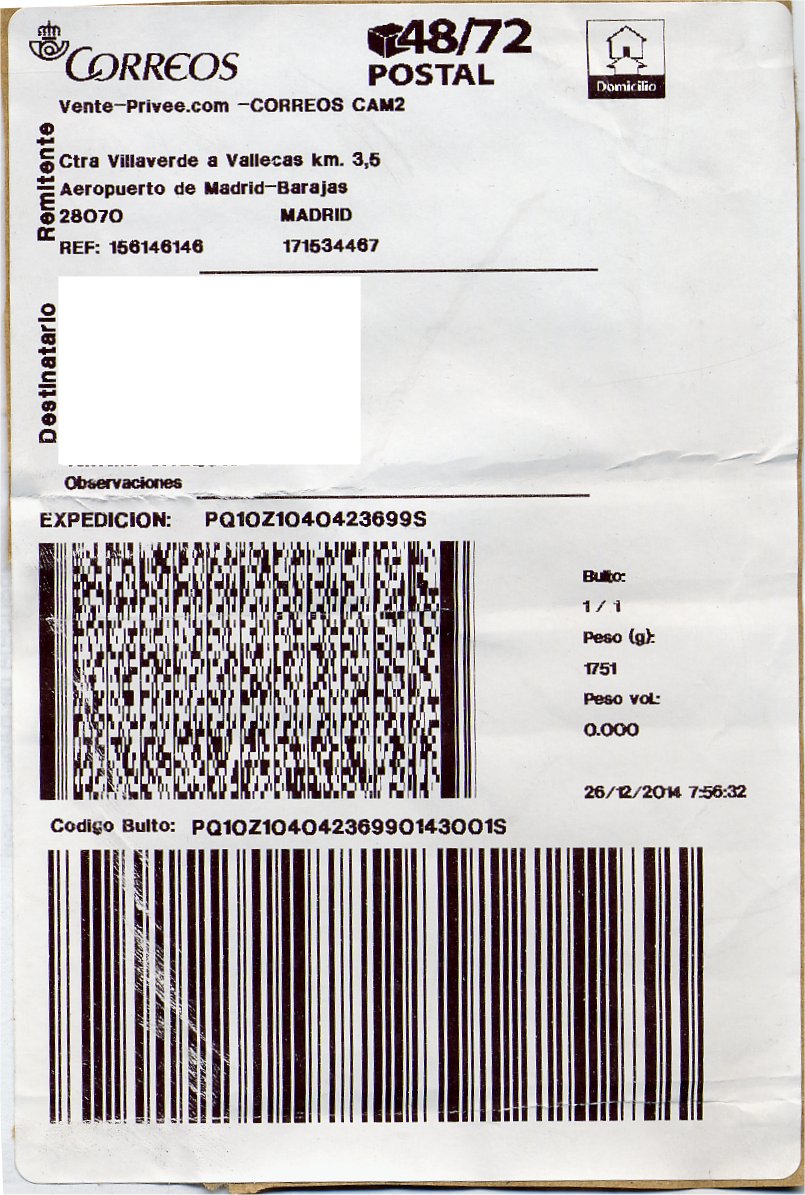 CORREOS
48/72
POSTAL
Domicilio
Vente-Privee.com -CORREOS CAM2
Remitente
Ctra Villaverde a Vallecas km. 3,5
Aeropuerto de Madrid-Barajas
28070 MADRID
REF: 156146146 171534467
Destinatario
Observaciones
EXPEDICION: PQ10Z1040423699S
Bulto:
1 / 1
Peso (g):
1751
Peso vol.:
0.000
26/12/2014 7:56:32
Codigo Bulto: PQ10Z10404236990143001S